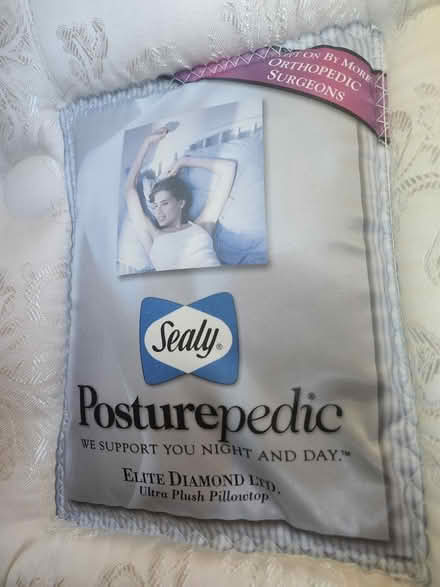 ON BY MORE
ORTHOPEDIC
SURGEONS
Sealy®
Posturepedic
WE SUPPORT YOU NIGHT AND DAY.™
ELITE DIAMOND LTD.
Ultra Plush Pillowtop